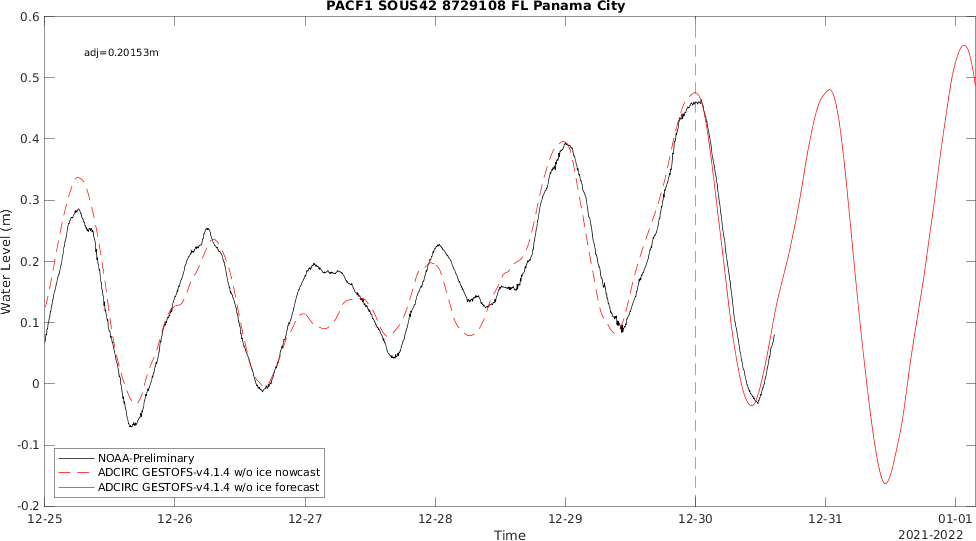 PACF1 SOUS42 8729108 FL Panama City
adj=0.20153m
0.6
0.5
0.4
0.3
0.2
0.1
0
-0.1
-0.2
Water Level (m)
NOAA-Preliminary
ADCIRC GESTOFS-v4.1.4 w/o ice nowcast
ADCIRC GESTOFS-v4.1.4 w/o ice forecast
12-25 12-26 12-27 12-28 12-29 12-30 12-31 01-01
Time
2021-2022